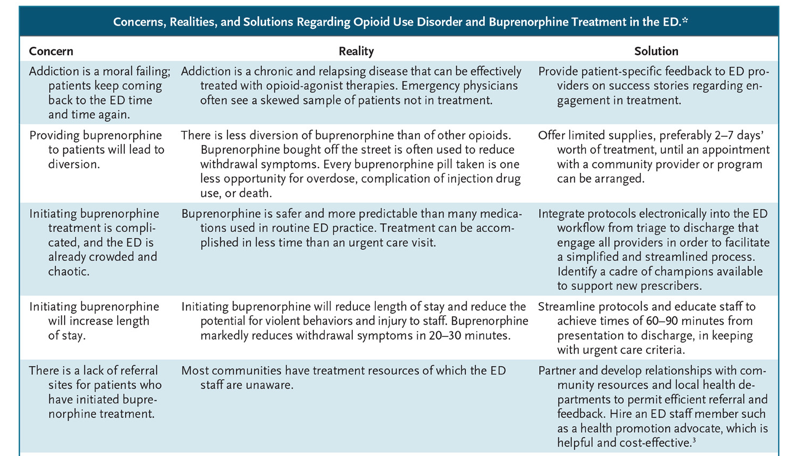 Concerns, Realities, and Solutions Regarding Opioid Use Disorder and Buprenorphine Treatment in the ED.*
Concern
Reality
Solution
Addiction is a moral failing;
patients keep coming
back to the ED time
and time again.
Addiction is a chronic and relapsing disease that can be effectively
treated with opioid-agonist therapies. Emergency physicians
often see a skewed sample of patients not in treatment.
Provide patient-specific feedback to ED pro-
viders on success stories regarding en-
gagement in treatment.
Providing buprenorphine
to patients will lead to
diversion.
There is less diversion of buprenorphine than of other opioids.
Buprenorphine bought off the street is often used to reduce
withdrawal symptoms. Every buprenorphine pill taken is one
less opportunity for overdose, complication of injection drug
use, or death.
Offer limited supplies, preferably 2–7 days’
worth of treatment, until an appointment
with a community provider or program
can be arranged.
Initiating buprenorphine
treatment is compli-
cated, and the ED is
already crowded and
chaotic.
Buprenorphine is safer and more predictable than many medica-
tions used in routine ED practice. Treatment can be accom-
plished in less time than an urgent care visit.
Integrate protocols electronically into the ED
workflow from triage to discharge that
engage all providers in order to facilitate
a simplified and streamlined process.
Identify a cadre of champions available
to support new prescribers.
Initiating buprenorphine
will increase length
of stay.
Initiating buprenorphine will reduce length of stay and reduce the
potential for violent behaviors and injury to staff. Buprenorphine
markedly reduces withdrawal symptoms in 20–30 minutes.
Streamline protocols and educate staff to
achieve times of 60–90 minutes from
presentation to discharge, in keeping
with urgent care criteria.
There is a lack of referral
sites for patients who
have initiated bupre-
norphine treatment.
Most communities have treatment resources of which the ED
staff are unaware.
Partner and develop relationships with com-
munity resources and local health de-
partments to permit efficient referral and
feedback. Hire an ED staff member such
as a health promotion advocate, which is
helpful and cost-effective.³